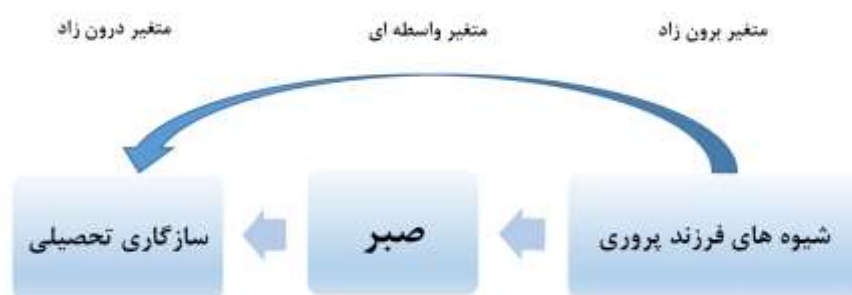 متغیر برون زاد
متغیر واسطه ای
متغیر درون زاد
شیوه های فرزند پروری
صبر
سازگاری تحصیلی